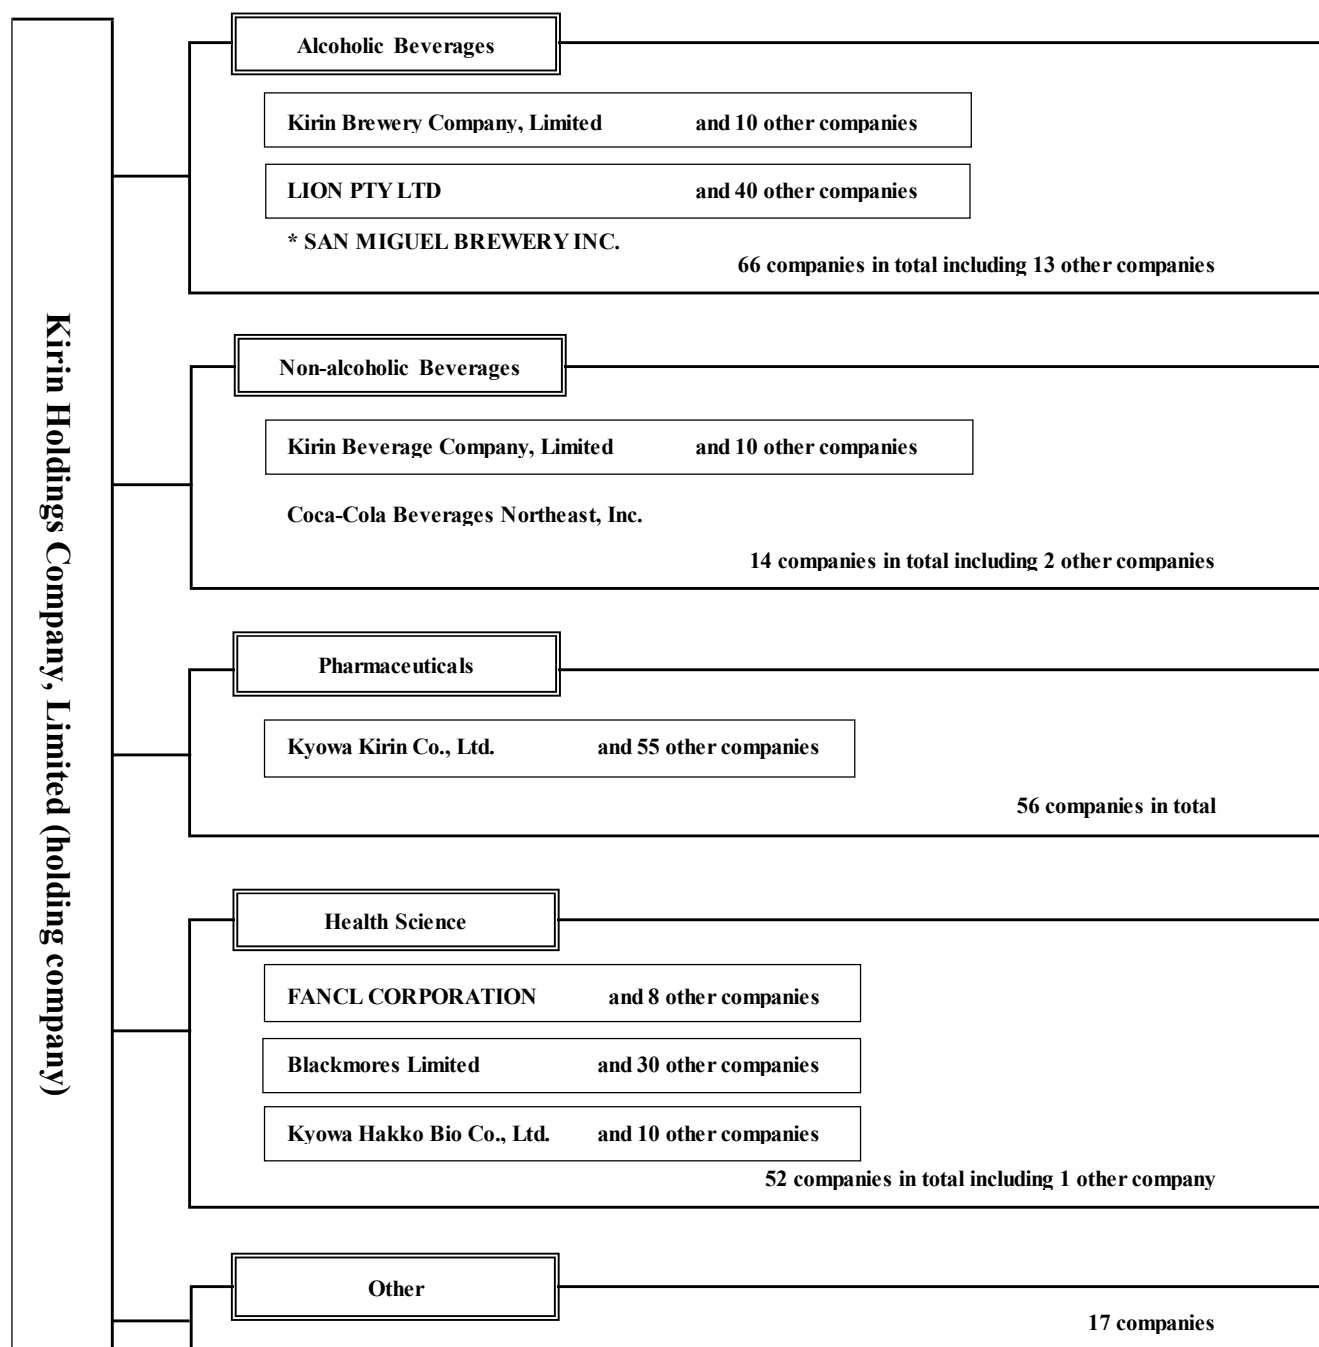 Kirin Holdings Company, Limited (holding company)
Alcoholic Beverages
Kirin Brewery Company, Limited and 10 other companies
LION PTY LTD and 40 other companies
* SAN MIGUEL BREWERY INC.
66 companies in total including 13 other companies
Non-alcoholic Beverages
Kirin Beverage Company, Limited and 10 other companies
Coca-Cola Beverages Northeast, Inc.
14 companies in total including 2 other companies
Pharmaceuticals
Kyowa Kirin Co., Ltd. and 55 other companies
56 companies in total
Health Science
FANCL CORPORATION and 8 other companies
Blackmores Limited and 30 other companies
Kyowa Hakko Bio Co., Ltd. and 10 other companies
52 companies in total including 1 other company
Other
17 companies